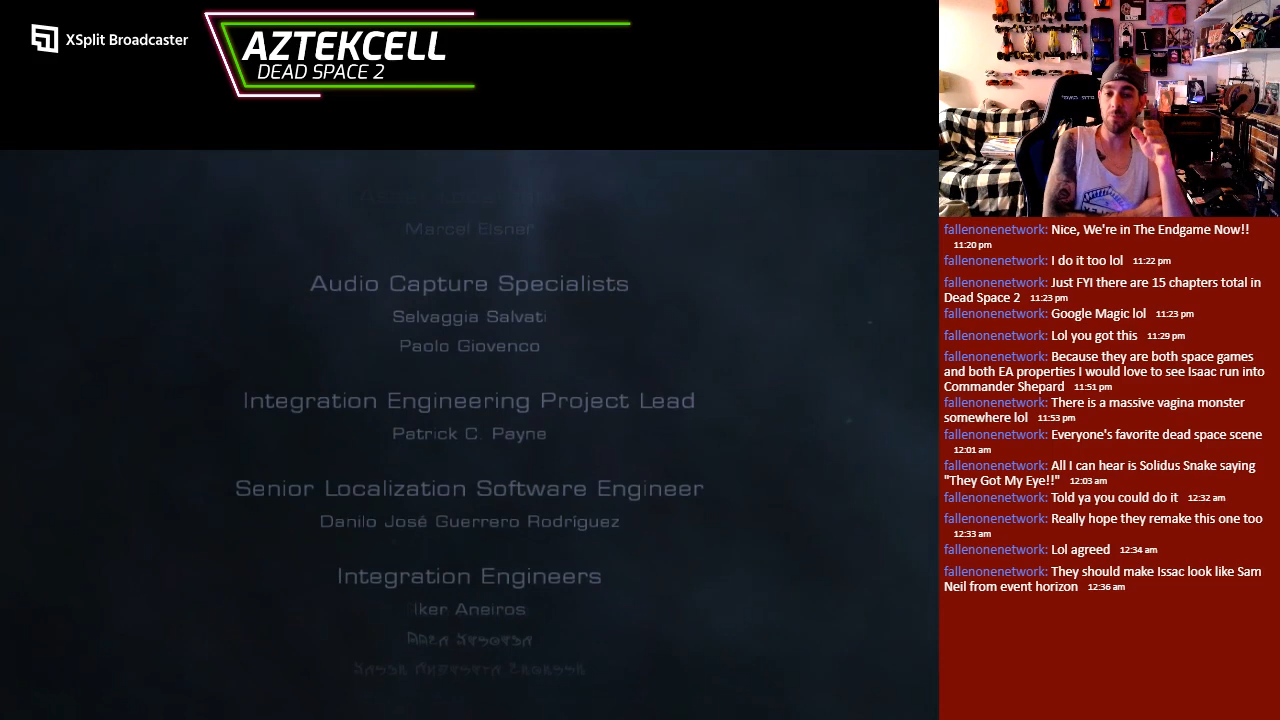 XSplit Broadcaster
AZTEKCELL
DEAD SPACE 2
Marcel Elsner
Audio Capture Specialists
Selvaggia Salvati
Paolo Giovenco
Integration Engineering Project Lead
Patrick C. Payne
Senior Localization Software Engineer
Danilo José Guerrero Rodríguez
Integration Engineers
Iker Aneiros
fallenonenetwork: Nice, We're in The Endgame Now!!
11:20 pm
fallenonenetwork: I do it too lol 11:22 pm
fallenonenetwork: Just FYI there are 15 chapters total in
Dead Space 2 11:23 pm
fallenonenetwork: Google Magic lol 11:23 pm
fallenonenetwork: Lol you got this 11:29 pm
fallenonenetwork: Because they are both space games
and both EA properties I would love to see Isaac run into
Commander Shepard 11:51 pm
fallenonenetwork: There is a massive vagina monster
somewhere lol 11:53 pm
fallenonenetwork: Everyone's favorite dead space scene
12:01 am
fallenonenetwork: All I can hear is Solidus Snake saying
"They Got My Eye!!" 12:03 am
fallenonenetwork: Told ya you could do it 12:32 am
fallenonenetwork: Really hope they remake this one too
12:33 am
fallenonenetwork: Lol agreed 12:34 am
fallenonenetwork: They should make Issac look like Sam
Neil from event horizon 12:36 am